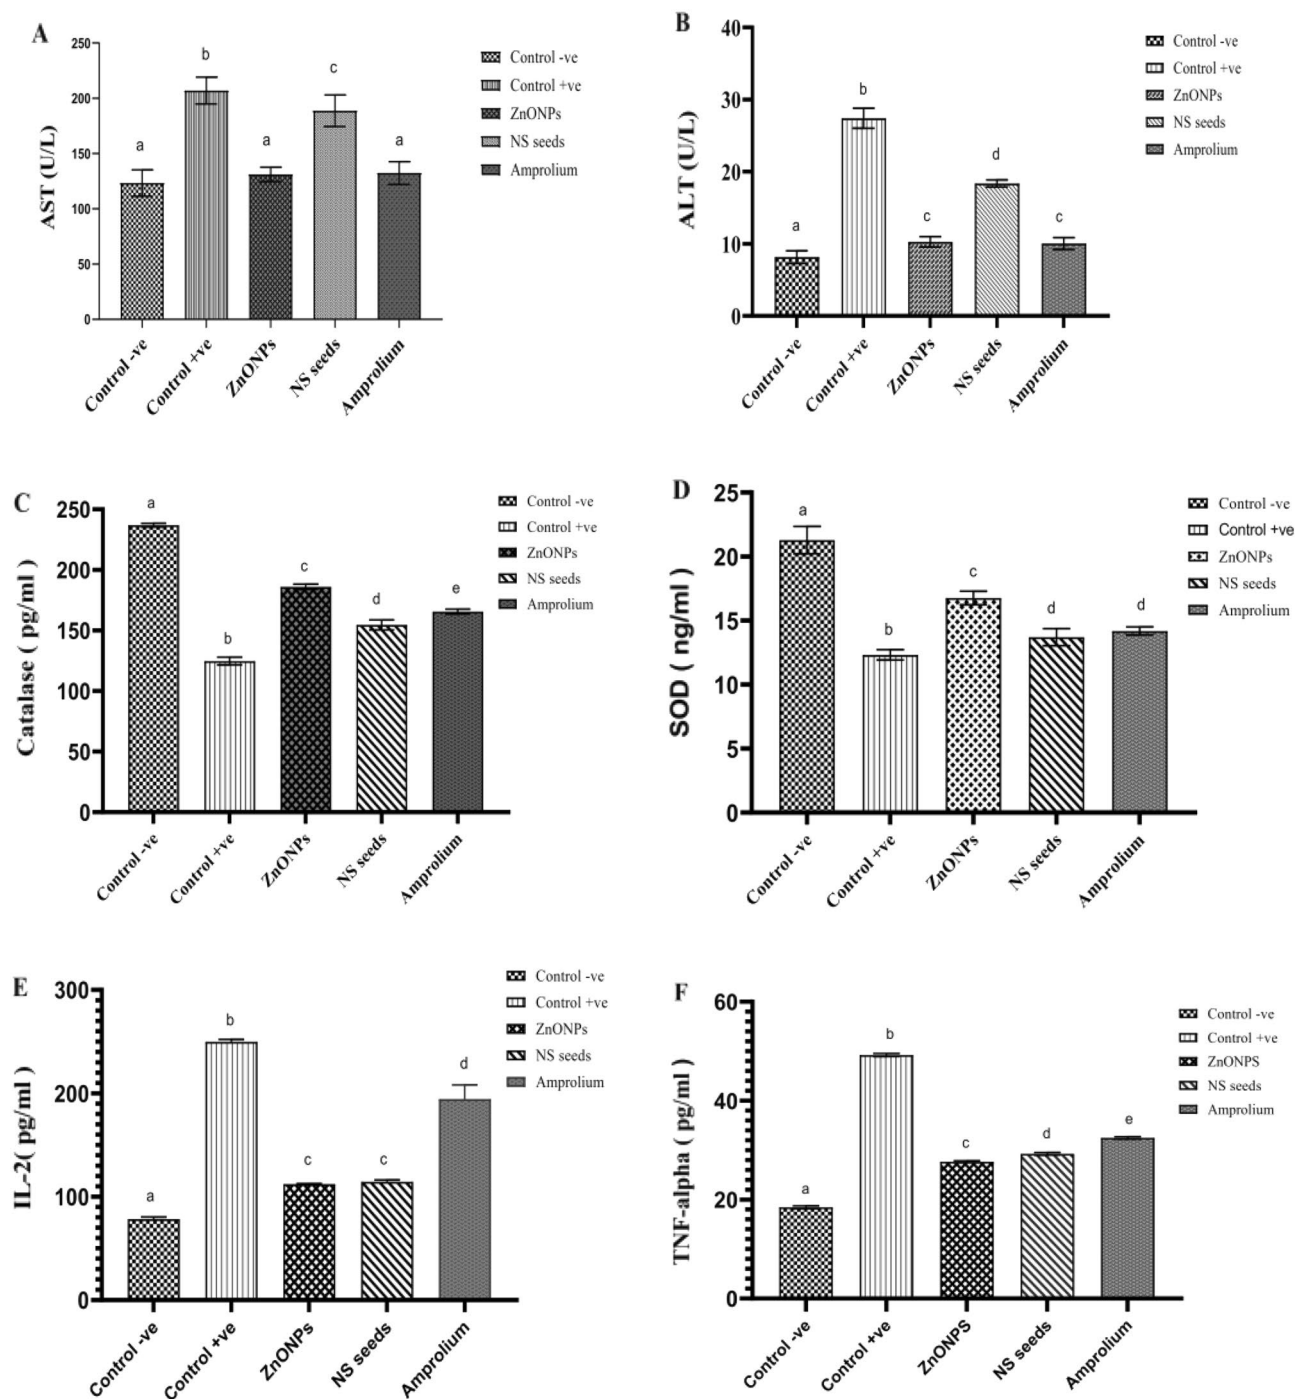 A
AST (U/L)
250
200
150
100
50
0
a
b
a
c
a
Control -ve
Control +ve
ZnONPs
NS seeds
Amprolium
Control -ve
Control +ve
ZnONPs
NS seeds
Amprolium
B
ALT (U/L)
40
30
20
10
0
a
b
c
d
c
Control -ve
Control +ve
ZnONPs
NS seeds
Amprolium
Control -ve
Control +ve
ZnONPs
NS seeds
Amprolium
C
Catalase ( pg/ml )
250
200
150
100
50
0
a
b
c
d
e
Control -ve
Control +ve
ZnONPs
NS seeds
Amprolium
Control -ve
Control +ve
ZnONPs
NS seeds
Amprolium
D
SOD ( ng/ml )
25
20
15
10
5
0
a
b
c
d
d
Control -ve
Control +ve
ZnONPs
NS seeds
Amprolium
Control -ve
Control +ve
ZnONPs
NS seeds
Amprolium
E
IL-2( pg/ml )
300
200
100
0
a
b
c
c
d
Control -ve
Control +ve
ZnONPs
NS seeds
Amprolium
Control -ve
Control +ve
ZnONPs
NS seeds
Amprolium
F
TNF-alpha ( pg/ml )
60
40
20
0
a
b
c
d
e
Control -ve
Control +ve
ZnONPS
NS seeds
Amprolium
Control -ve
Control +ve
ZnONPS
NS seeds
Amprolium